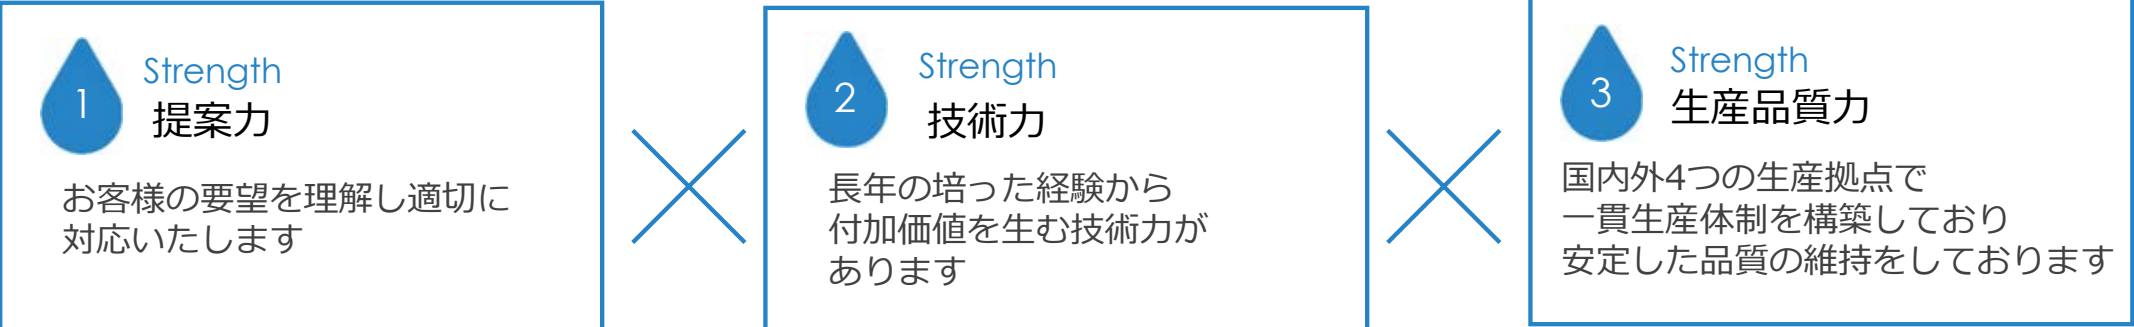 1
Strength
提案力
お客様の要望を理解し適切に
対応いたします
2
Strength
技術力
長年の培った経験から
付加価値を生む技術力が
あります
3
Strength
生産品質力
国内外4つの生産拠点で
一貫生産体制を構築しており
安定した品質の維持をしております